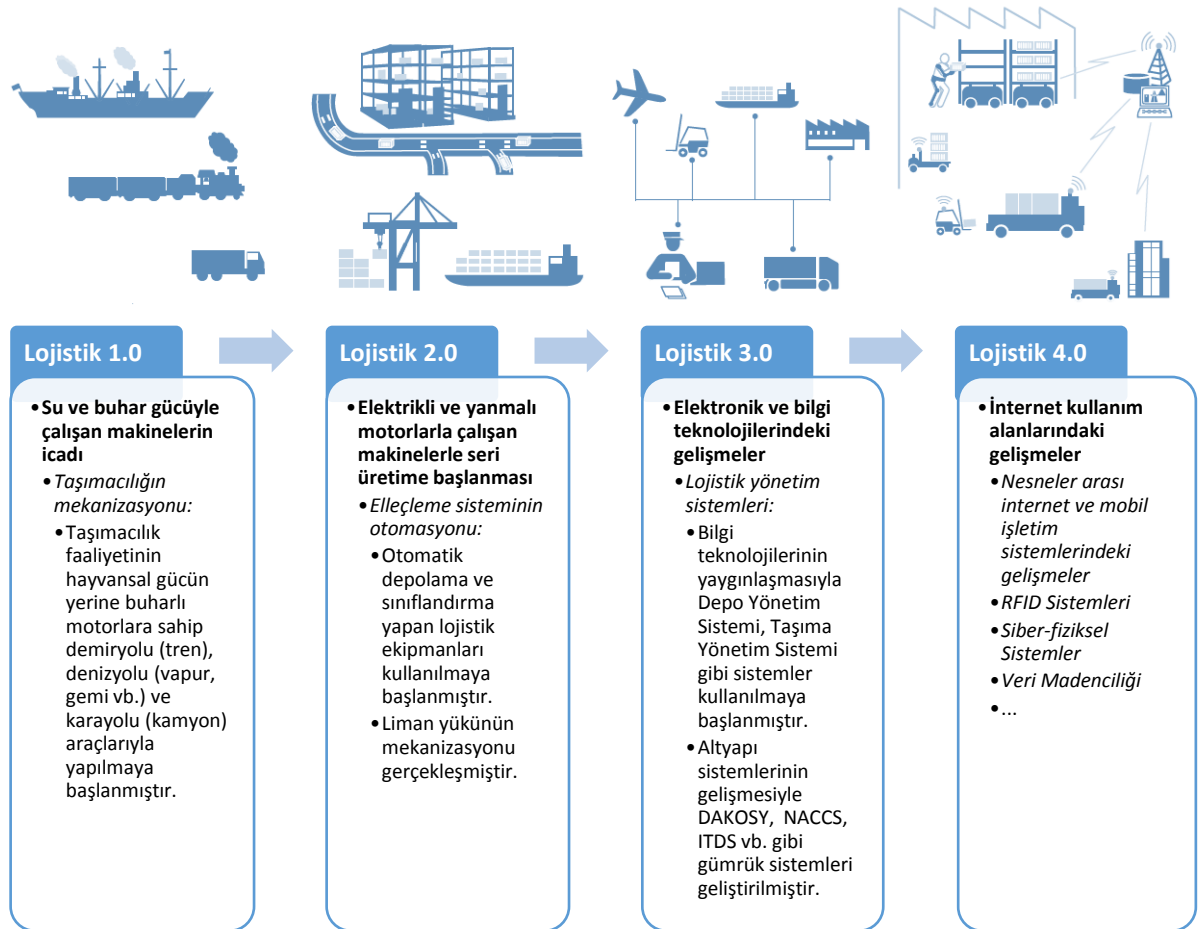 Lojistik 1.0
•Su ve buhar gücüyle
çalışan makinelerin
icadı
•Taşımacılığın
mekanizasyonu:
•Taşımacılık
faaliyetinin
hayvansal gücün
yerine buharlı
motorlara sahip
demiryolu (tren),
denizyolu (vapur,
gemi vb.) ve
karayolu (kamyon)
araçlarıyla
yapılmaya
başlanmıştır.
Lojistik 2.0
•Elektrikli ve yanmalı
motorlarla çalışan
makinelerle seri
üretime başlanması
•Elleçleme sisteminin
otomasyonu:
•Otomatik
depolama ve
sınıflandırma
yapan lojistik
ekipmanları
kullanılmaya
başlanmıştır.
•Liman yükünün
mekanizasyonu
gerçekleşmiştir.
Lojistik 3.0
•Elektronik ve bilgi
teknolojilerindeki
gelişmeler
•Lojistik yönetim
sistemleri:
•Bilgi
teknolojilerinin
yaygınlaşmasıyla
Depo Yönetim
Sistemi, Taşıma
Yönetim Sistemi
gibi sistemler
kullanılmaya
başlanmıştır.
•Altyapı
sistemlerinin
gelişmesiyle
DAKOSY, NACCS,
ITDS vb. gibi
gümrük sistemleri
geliştirilmiştir.
Lojistik 4.0
•İnternet kullanım
alanlarındaki
gelişmeler
•Nesneler arası
internet ve mobil
işletim
sistemlerindeki
gelişmeler
•RFID Sistemleri
•Siber-fiziksel
Sistemler
•Veri Madenciliği
•...